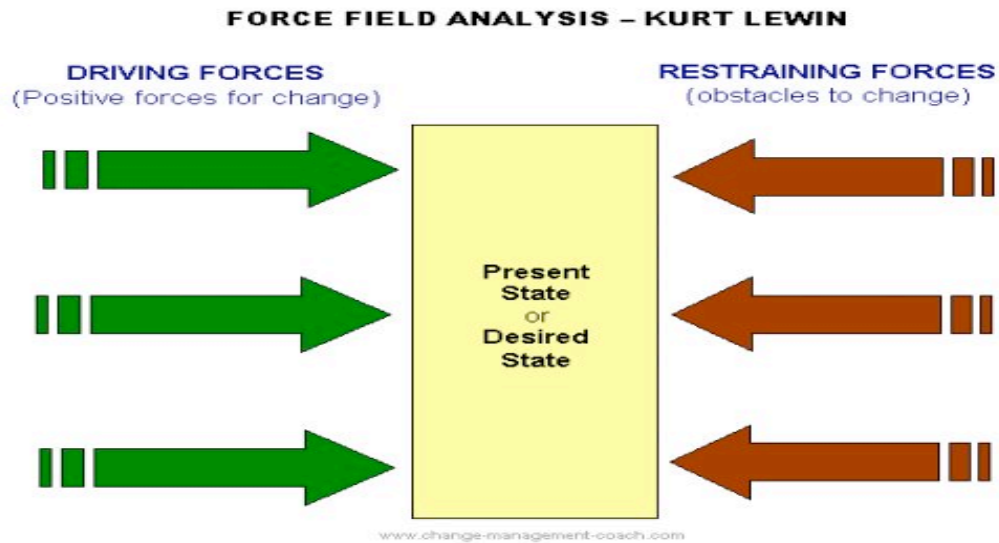 FORCE FIELD ANALYSIS – KURT LEWIN
DRIVING FORCES
(Positive forces for change)
RESTRAINING FORCES
(obstacles to change)
Present
State
or
Desired
State
www.change-management-coach.com